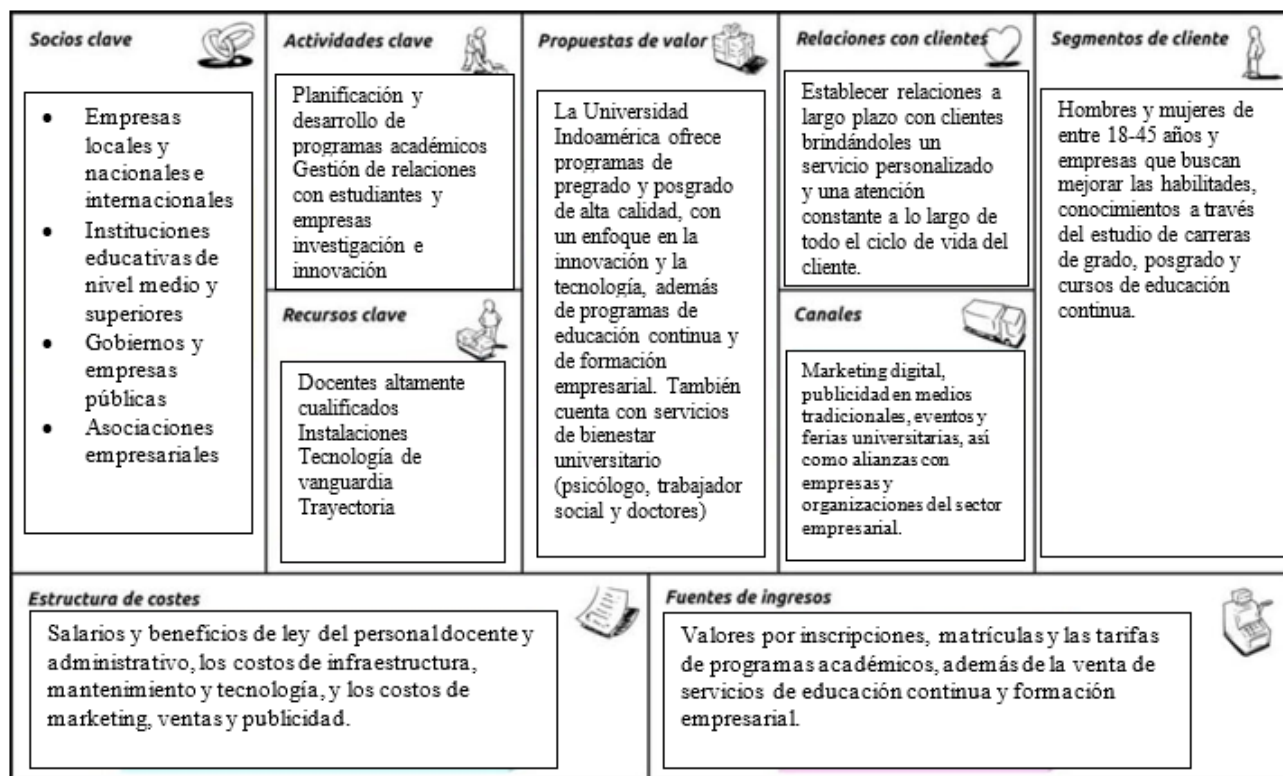 Socios clave
• Empresas
locales y
nacionales e
internacionales
• Instituciones
educativas de
nivel medio y
superiores
• Gobiernos y
empresas
públicas
• Asociaciones
empresariales
Actividades clave
Planificación y
desarrollo de
programas académicos
Gestión de relaciones
con estudiantes y
empresas
investigación e
innovación
Recursos clave
Docentes altamente
cualificados
Instalaciones
Tecnología de
vanguardia
Trayectoria
Propuestas de valor
La Universidad
Indoamérica ofrece
programas de
pregrado y posgrado
de alta calidad, con
un enfoque en la
innovación y la
tecnología, además
de programas de
educación continua y
de formación
empresarial. También
cuenta con servicios
de bienestar
universitario
(psicólogo, trabajador
social y doctores)
Relaciones con clientes
Establecer relaciones a
largo plazo con clientes
brindándoles un
servicio personalizado
y una atención
constante a lo largo de
todo el ciclo de vida del
cliente.
Canales
Marketing digital,
publicidad en medios
tradicionales, eventos y
ferias universitarias, así
como alianzas con
empresas y
organizaciones del sector
empresarial.
Segmentos de cliente
Hombres y mujeres de
entre 18-45 años y
empresas que buscan
mejorar las habilitades,
conocimientos a través
del estudio de carreras
de grado, posgrado y
cursos de educación
continua.
Estructura de costes
Salarios y beneficios de ley del personal docente y
administrativo, los costos de infraestructura,
mantenimiento y tecnología, y los costos de
marketing, ventas y publicidad.
Fuentes de ingresos
Valores por inscripciones, matrículas y las tarifas
de programas académicos, además de la venta de
servicios de educación continua y formación
empresarial.